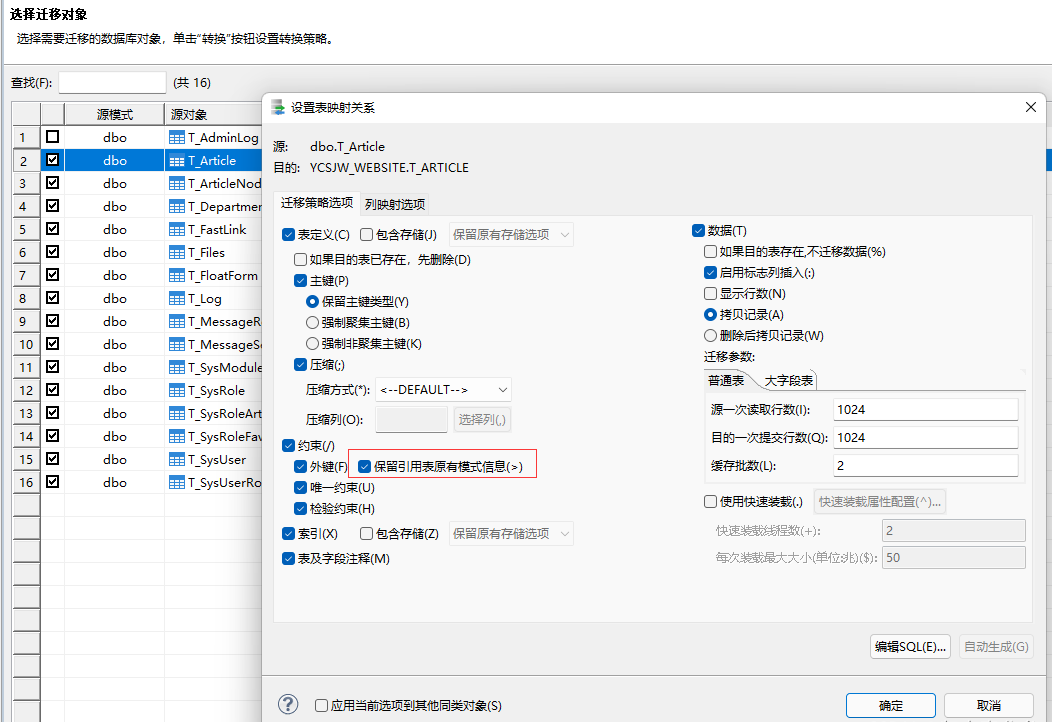 选择迁移对象
选择需要迁移的数据库对象，单击“转换”按钮设置转换策略。
查找(F):
(共 16)
源模式 源对象
1 dbo T_AdminLog
2 dbo T_Article
3 dbo T_ArticleNod
4 dbo T_Departmer
5 dbo T_FastLink
6 dbo T_Files
7 dbo T_FloatForm
8 dbo T_Log
9 dbo T_MessageR
10 dbo T_MessageSe
11 dbo T_SysModule
12 dbo T_SysRole
13 dbo T_SysRoleArt
14 dbo T_SysRoleFav
15 dbo T_SysUser
16 dbo T_SysUserRo
设置表映射关系
源: dbo.T_Article
目的: YCSJW_WEBSITE.T_ARTICLE
迁移策略选项 列映射选项
表定义(C) 包含存储(J) 保留原有存储选项
如果目的表已存在，先删除(D)
主键(P)
保留主键类型(Y)
强制聚集主键(B)
强制非聚集主键(K)
压缩(;)
压缩方式(*): <--DEFAULT-->
压缩列(O): 选择列(,)
约束(/)
外键(F) 保留引用表原有模式信息(>)
唯一约束(U)
检验约束(H)
索引(X) 包含存储(Z) 保留原有存储选项
表及字段注释(M)
数据(T)
如果目的表存在,不迁移数据(%)
启用标志列插入(;)
显示行数(N)
拷贝记录(A)
删除后拷贝记录(W)
迁移参数:
普通表 大字段表
源一次读取行数(I): 1024
目的一次提交行数(Q): 1024
缓存批数(L): 2
使用快速装载(.) 快速装载属性配置(^)...
快速装载线程数(+): 2
每次装载最大大小(单位:兆)($): 50
编辑SQL(E)... 自动生成(G)
应用当前选项到其他同类对象(S)
确定 取消